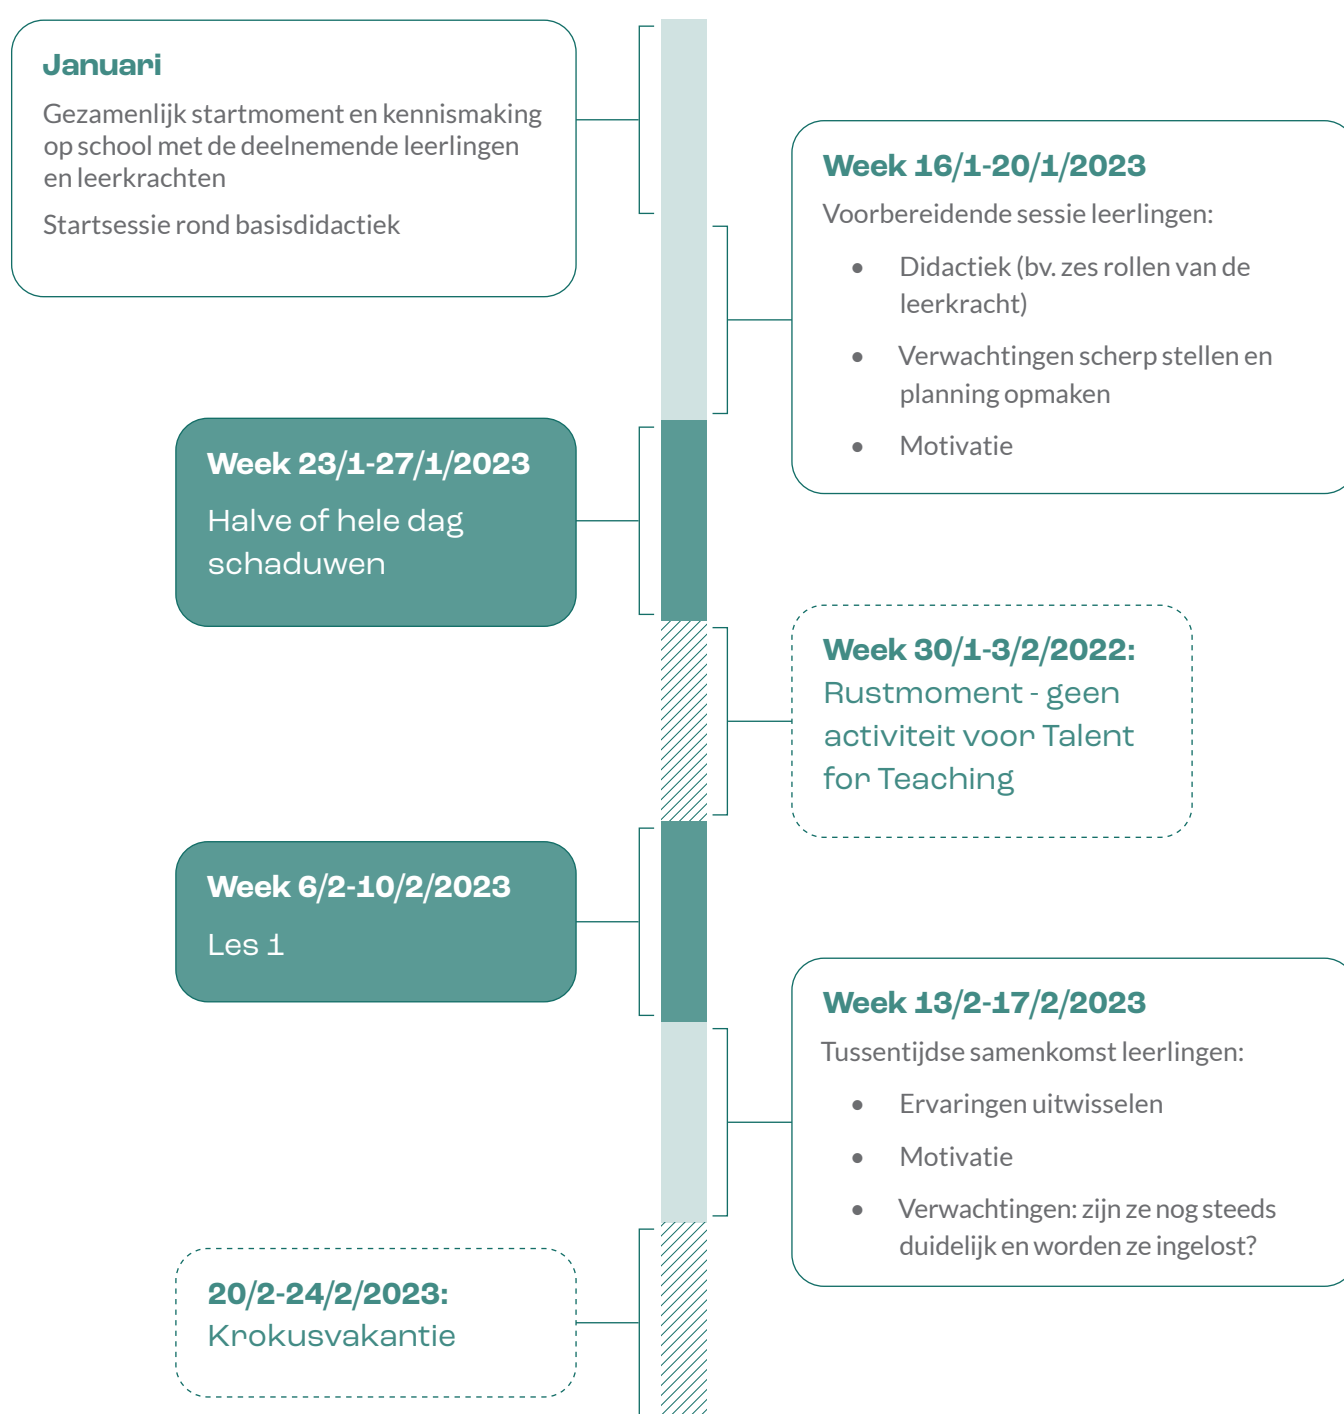 Januari
Gezamenlijk startmoment en kennismaking
op school met de deelnemende leerlingen
en leerkrachten
Startsessie rond basisdidactiek
Week 16/1-20/1/2023
Voorbereidende sessie leerlingen:
• Didactiek (bv. zes rollen van de
leerkracht)
• Verwachtingen scherp stellen en
planning opmaken
• Motivatie
Week 23/1-27/1/2023
Halve of hele dag
schaduwen
Week 30/1-3/2/2022:
Rustmoment - geen
activiteit voor Talent
for Teaching
Week 6/2-10/2/2023
Les 1
Week 13/2-17/2/2023
Tussentijdse samenkomst leerlingen:
• Ervaringen uitwisselen
• Motivatie
• Verwachtingen: zijn ze nog steeds
duidelijk en worden ze ingelost?
20/2-24/2/2023:
Krokusvakantie